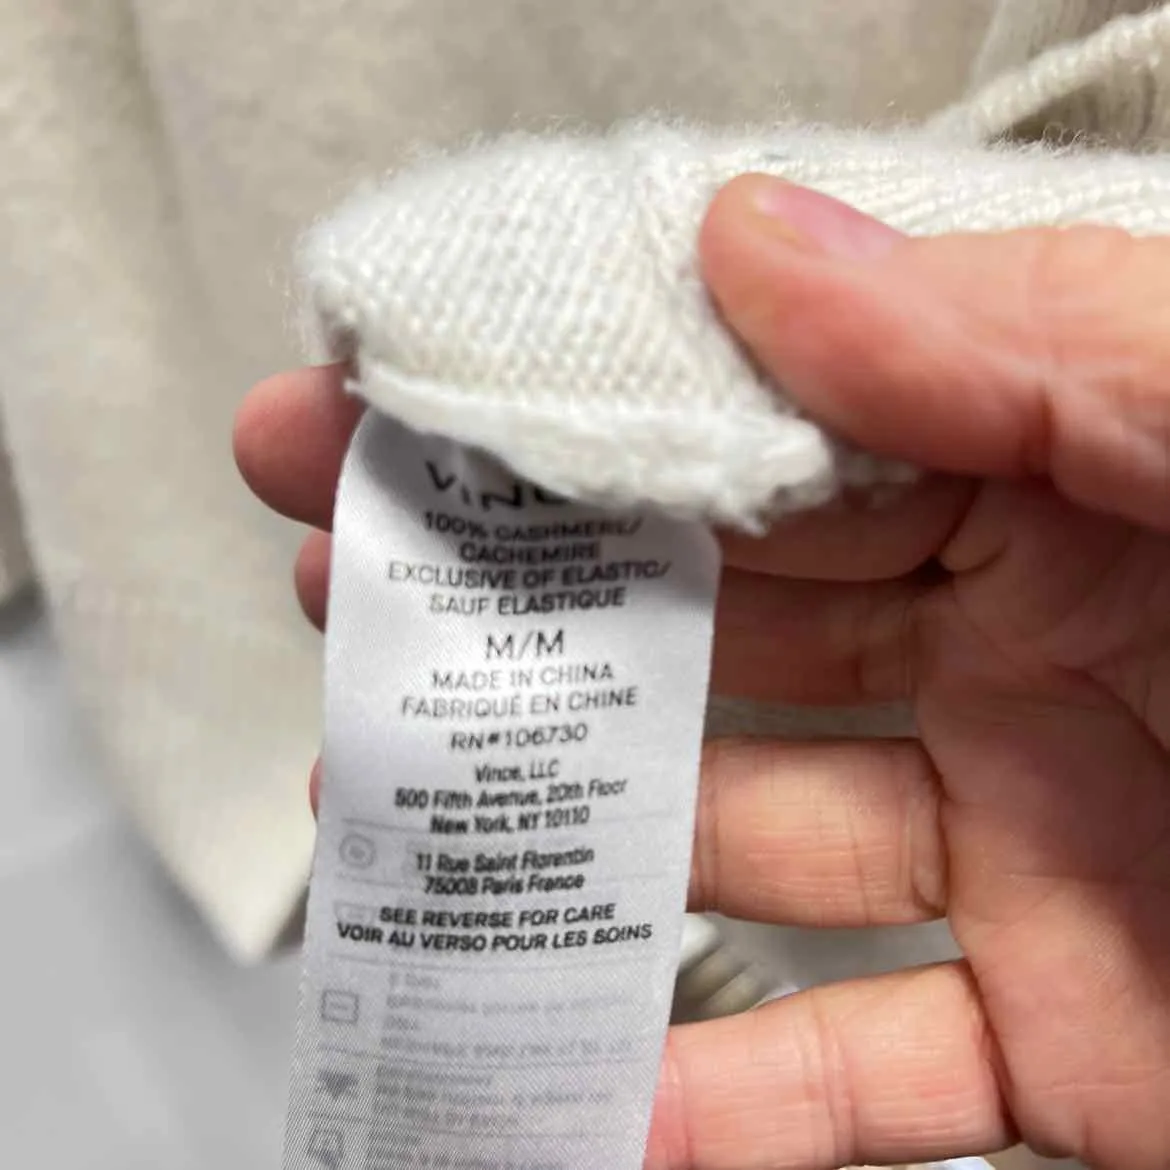 100% CASHMERE/
CACHEMIRE
EXCLUSIVE OF ELASTIC/
SAUF ELASTIQUE
M/M
MADE IN CHINA
FABRIQUÉ EN CHINE
RN#106730
Vince, LLC
500 Fifth Avenue, 20th Floor
New York, NY 10110
11 Rue Saint Florentin
75008 Paris France
SEE REVERSE FOR CARE
VOIR AU VERSO POUR LES SOINS